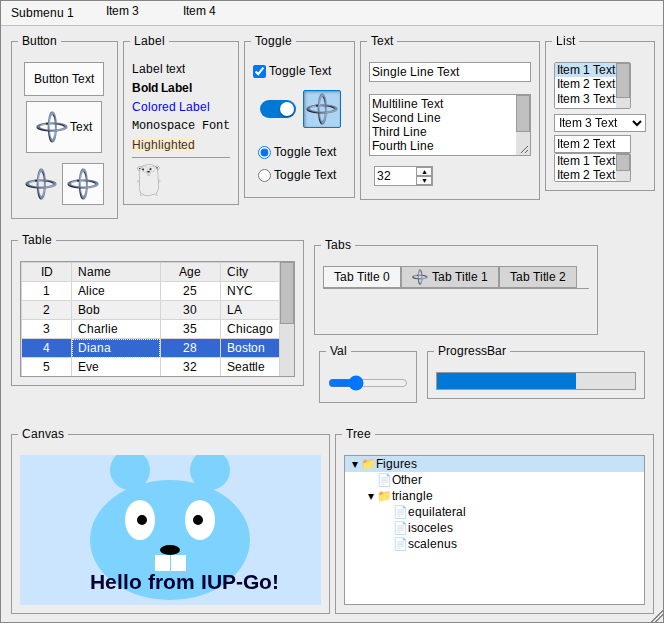 Submenu 1 Item 3 Item 4
Button
Button Text
Text
Label
Label text
Bold Label
Colored Label
Monospace Font
Highlighted
Toggle
Toggle Text
Toggle Text
Toggle Text
Text
Single Line Text
Multiline Text
Second Line
Third Line
Fourth Line
32
List
Item 1 Text
Item 2 Text
Item 3 Text
Item 3 Text
Item 2 Text
Item 1 Text
Item 2 Text
Table
ID Name Age City
1 Alice 25 NYC
2 Bob 30 LA
3 Charlie 35 Chicago
4 Diana 28 Boston
5 Eve 32 Seattle
Tabs
Tab Title 0 Tab Title 1 Tab Title 2
Val
ProgressBar
Canvas
Hello from IUP-Go!
Tree
Figures
Other
triangle
equilateral
isoceles
scalenus